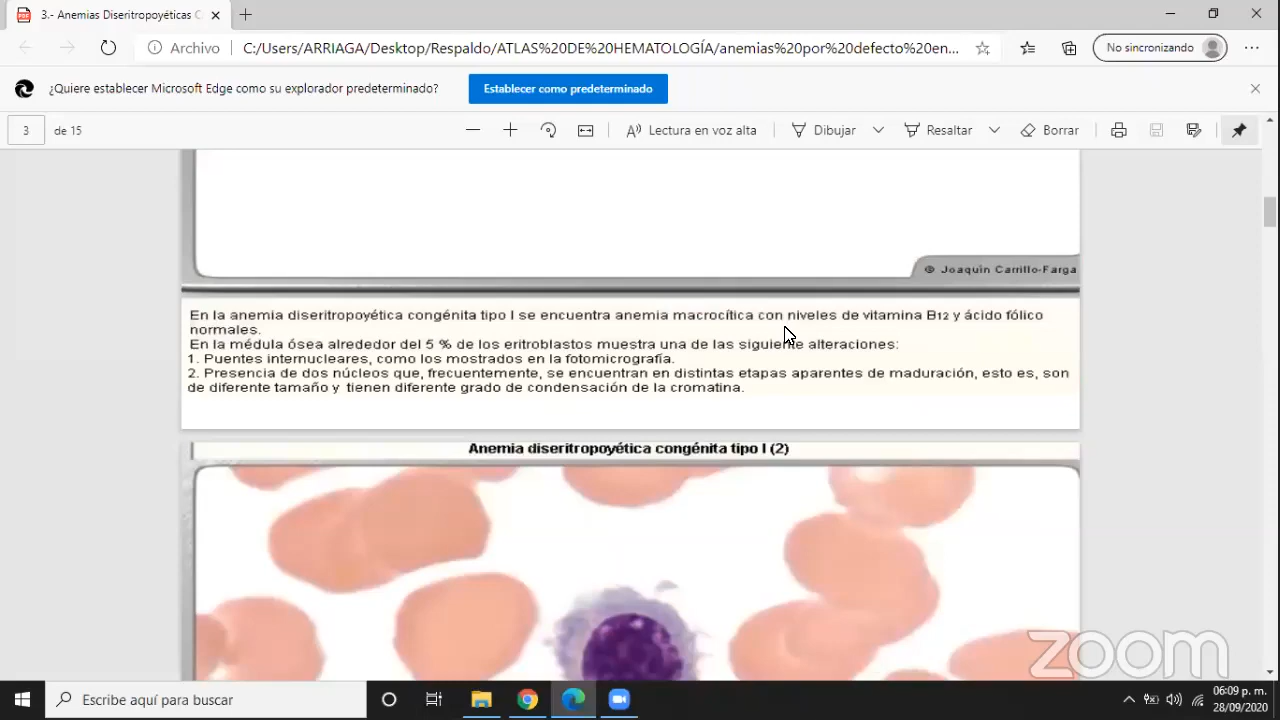 3.- Anemias Diseritropoyéticas C
Archivo
C:/Users/ARRIAGA/Desktop/Respaldo/ATLAS%20DE%20HEMATOLOGÍA/anemias%20por%20defecto%20en...
No sincronizando
¿Quiere establecer Microsoft Edge como su explorador predeterminado?
Establecer como predeterminado
3 de 15
Lectura en voz alta
Dibujar
Resaltar
Borrar
© Joaquín Carrillo-Farga
En la anemia diseritropoyética congénita tipo I se encuentra anemia macrocítica con niveles de vitamina B12 y ácido fólico
normales.
En la médula ósea alrededor del 5 % de los eritroblastos muestra una de las siguiente alteraciones:
1. Puentes internucleares, como los mostrados en la fotomicrografía.
2. Presencia de dos núcleos que, frecuentemente, se encuentran en distintas etapas aparentes de maduración, esto es, son
de diferente tamaño y tienen diferente grado de condensación de la cromatina.
Anemia diseritropoyética congénita tipo I (2)
zoom
Escribe aquí para buscar
06:09 p. m.
28/09/2020